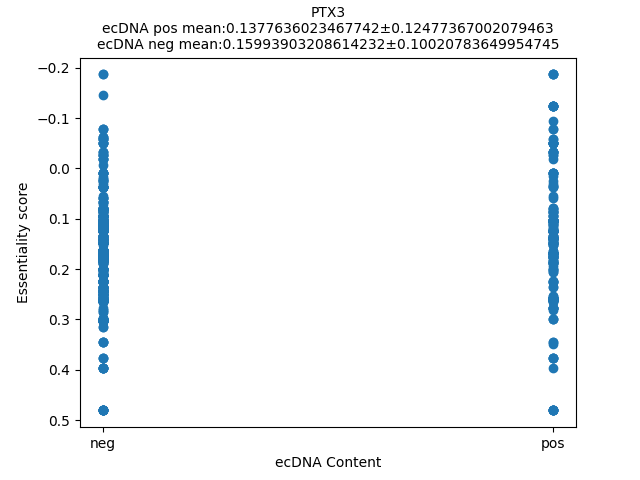 PTX3
ecDNA pos mean:0.1377636023467742±0.12477367002079463
ecDNA neg mean:0.15993903208614232±0.10020783649954745
−0.2
−0.1
0.0
0.1
0.2
0.3
0.4
0.5
Essentiality score
neg
pos
ecDNA Content